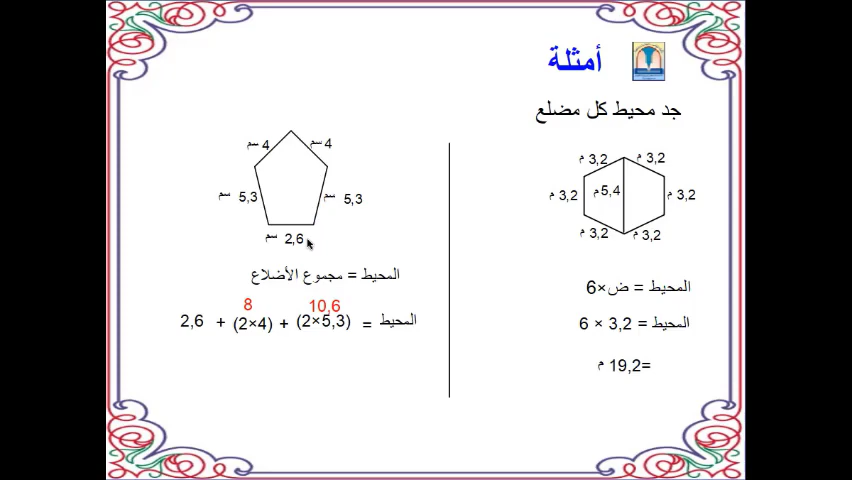 أمثلة
جد محيط كل مضلع
3,2 م
3,2 م
3,2 م
5,4 م
3,2 م
3,2 م
3,2 م
المحيط = ض×6
المحيط = 3,2 × 6
=19,2 م
4 سم
4 سم
5,3 سم
5,3 سم
2,6 سم
المحيط = مجموع الأضلاع
10,6 8
المحيط = (2×5,3) + (2×4) + 2,6